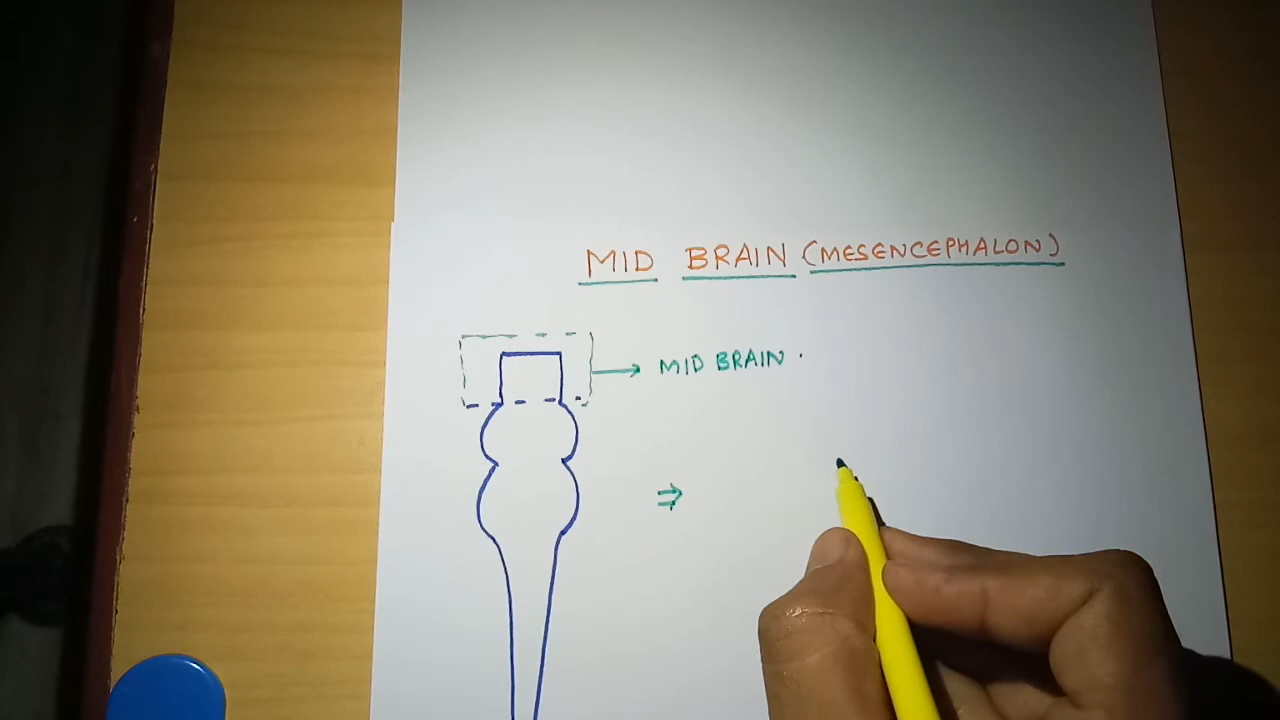 MID BRAIN (MESENCEPHALON)
→ MID BRAIN .
⇒